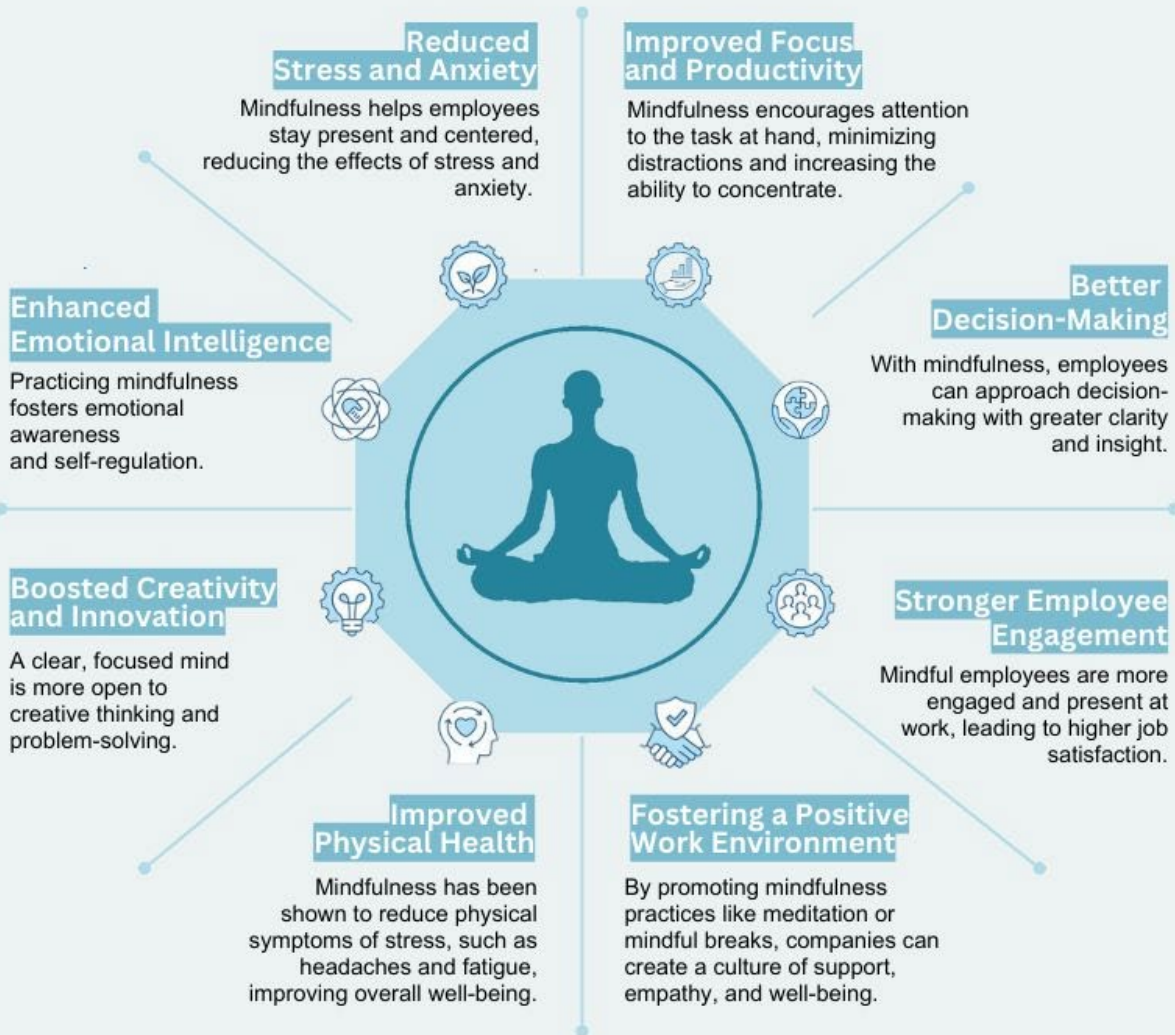 Reduced
Stress and Anxiety
Mindfulness helps employees
stay present and centered,
reducing the effects of stress and
anxiety.
Improved Focus
and Productivity
Mindfulness encourages attention
to the task at hand, minimizing
distractions and increasing the
ability to concentrate.
Enhanced
Emotional Intelligence
Practicing mindfulness
fosters emotional
awareness
and self-regulation.
Better
Decision-Making
With mindfulness, employees
can approach decision-
making with greater clarity
and insight.
Boosted Creativity
and Innovation
A clear, focused mind
is more open to
creative thinking and
problem-solving.
Stronger Employee
Engagement
Mindful employees are more
engaged and present at
work, leading to higher job
satisfaction.
Improved
Physical Health
Mindfulness has been
shown to reduce physical
symptoms of stress, such as
headaches and fatigue,
improving overall well-being.
Fostering a Positive
Work Environment
By promoting mindfulness
practices like meditation or
mindful breaks, companies can
create a culture of support,
empathy, and well-being.